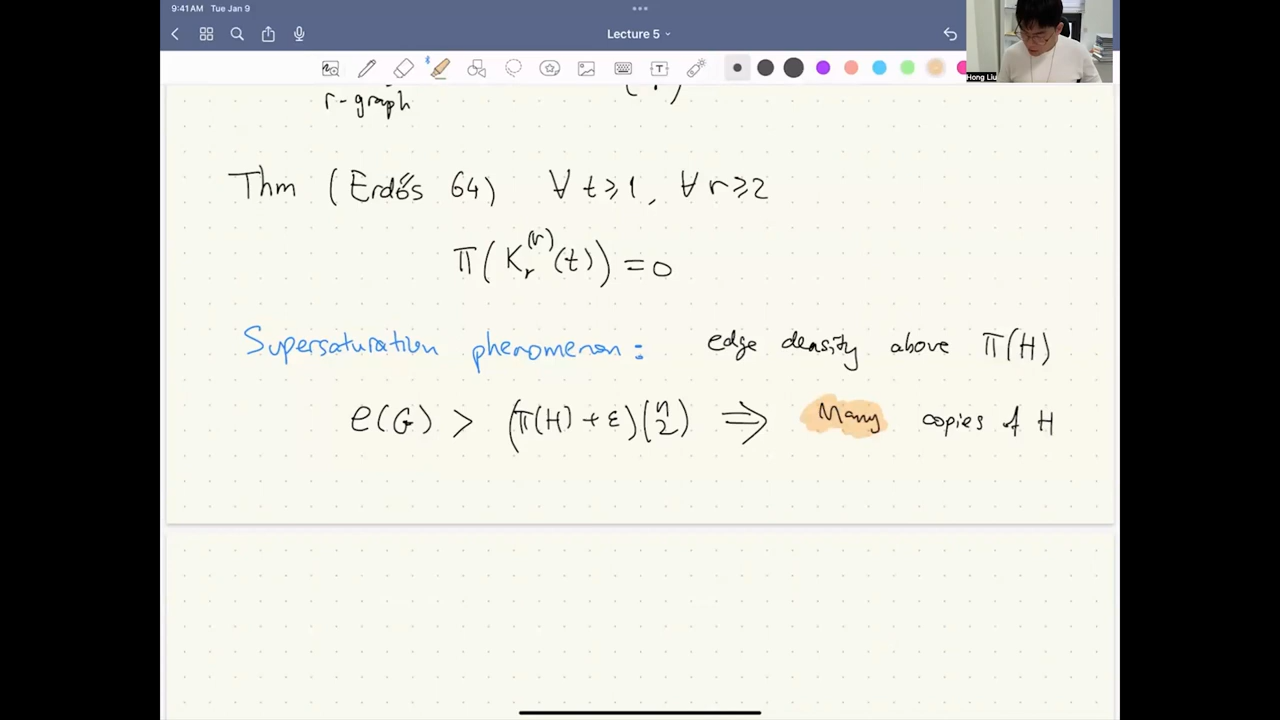 9:41 AM Tue Jan 9
Lecture 5
Hong Liu
r-graph
Thm (Erdős 64) ∀ t ⩾ 1, ∀ r ⩾ 2
π(K_r^{(r)}(t)) = 0
Supersaturation phenomenon: edge density above π(H)
e(G) > (π(H) + ε)(n 2) ⟹ Many copies of H